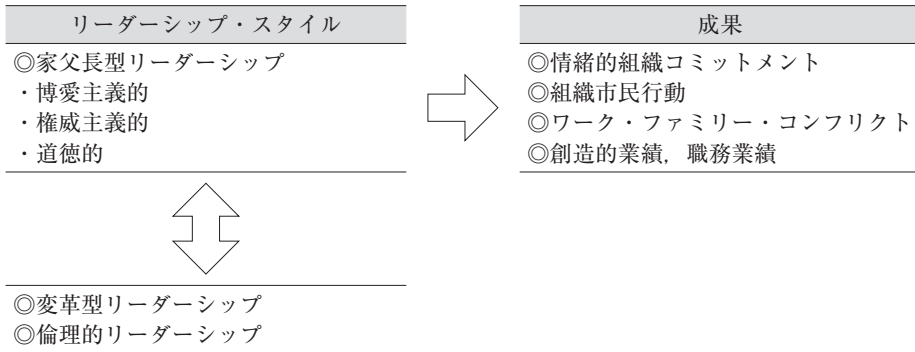 リーダーシップ・スタイル
◎家父長型リーダーシップ
・博愛主義的
・権威主義的
・道徳的
成果
◎情緒的組織コミットメント
◎組織市民行動
◎ワーク・ファミリー・コンフリクト
◎創造的業績，職務業績
◎変革型リーダーシップ
◎倫理的リーダーシップ